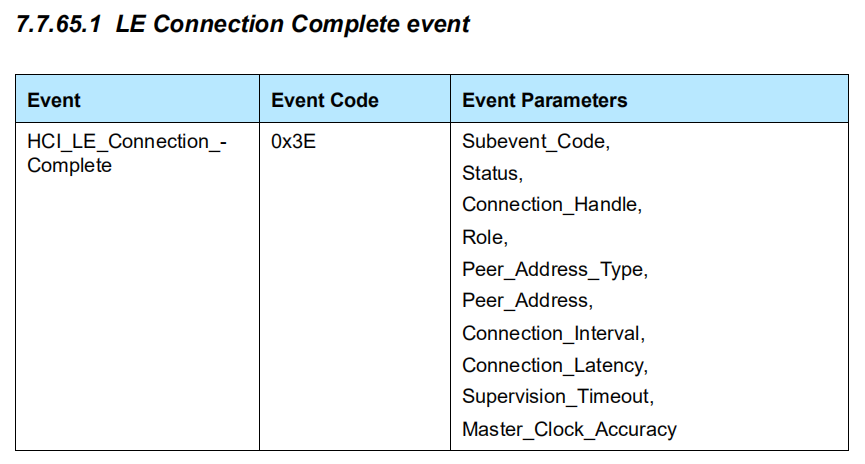 7.7.65.1 LE Connection Complete event
Event Event Code Event Parameters
HCI_LE_Connection_- 0x3E Subevent_Code,
Complete
Status,
Connection_Handle,
Role,
Peer_Address_Type,
Peer_Address,
Connection_Interval,
Connection_Latency,
Supervision_Timeout,
Master_Clock_Accuracy